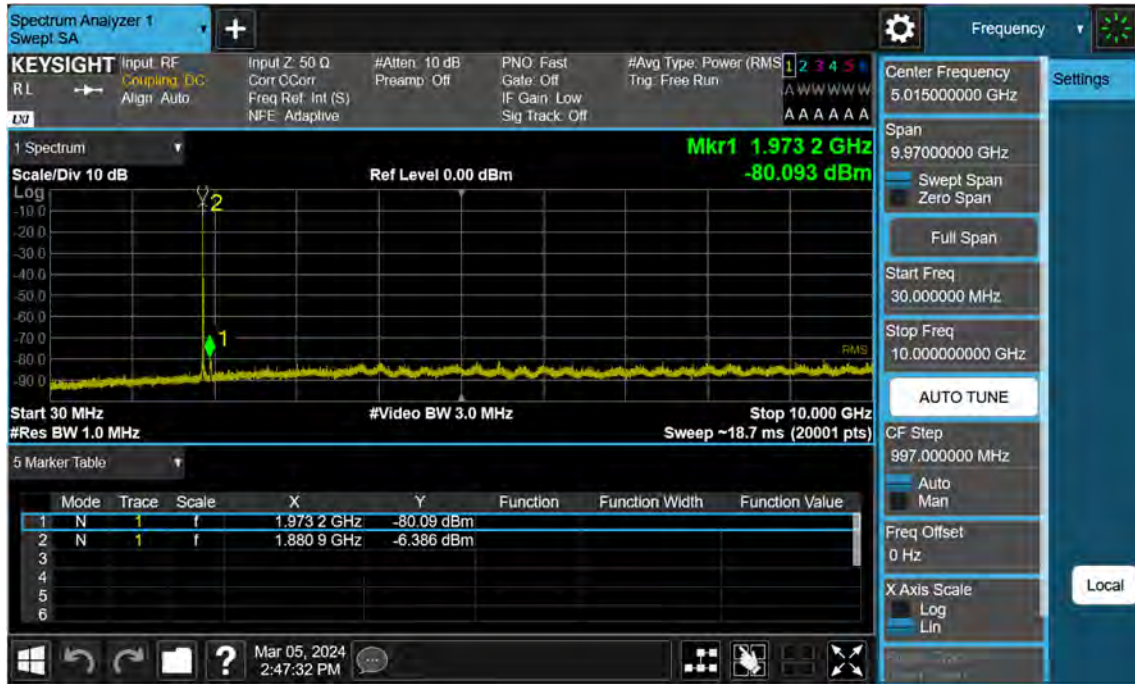 Spectrum Analyzer 1
Swept SA
+
Frequency
KEYSIGHT
RL
LXI
Input: RF
Coupling: DC
Align: Auto
Input Z: 50 Ω
Corr CCorr
Freq Ref: Int (S)
NFE: Adaptive
#Atten: 10 dB
Preamp: Off
PNO: Fast
Gate: Off
IF Gain: Low
Sig Track: Off
#Avg Type: Power (RMS
Trig: Free Run
1 2 3 4 5 6
A W W W W W
A A A A A A
1 Spectrum
Scale/Div 10 dB
Ref Level 0.00 dBm
Mkr1 1.973 2 GHz
-80.093 dBm
Log
-10.0
-20.0
-30.0
-40.0
-50.0
-60.0
-70.0
-80.0
-90.0
2
1
RMS
Start 30 MHz
#Video BW 3.0 MHz
Stop 10.000 GHz
#Res BW 1.0 MHz
Sweep ~18.7 ms (20001 pts)
5 Marker Table
Mode Trace Scale X Y Function Function Width Function Value
1 N 1 f 1.973 2 GHz -80.09 dBm
2 N 1 f 1.880 9 GHz -6.386 dBm
3
4
5
6
?
Mar 05, 2024
2:47:32 PM
Center Frequency
5.015000000 GHz
Span
9.97000000 GHz
Swept Span
Zero Span
Full Span
Start Freq
30.000000 MHz
Stop Freq
10.000000000 GHz
AUTO TUNE
CF Step
997.000000 MHz
Auto
Man
Freq Offset
0 Hz
X Axis Scale
Log
Lin
Settings
Local